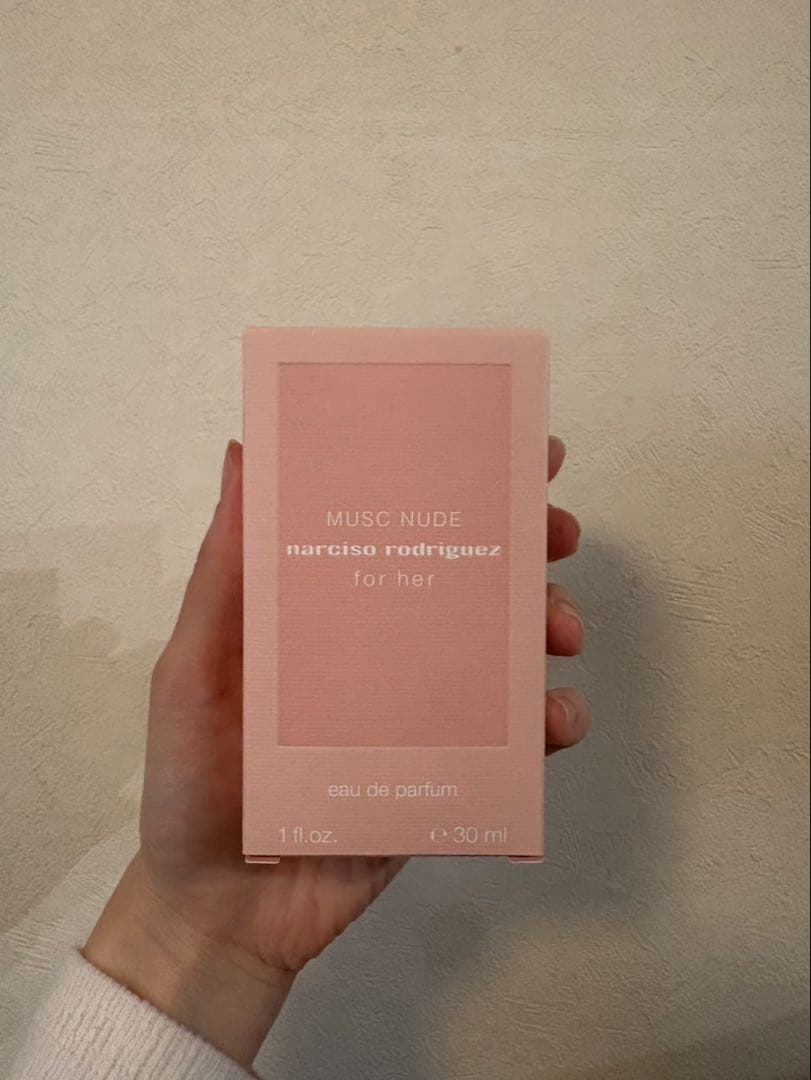 MUSC NUDE
narciso rodriguez
for her
eau de parfum
1 fl.oz. ℮ 30 ml